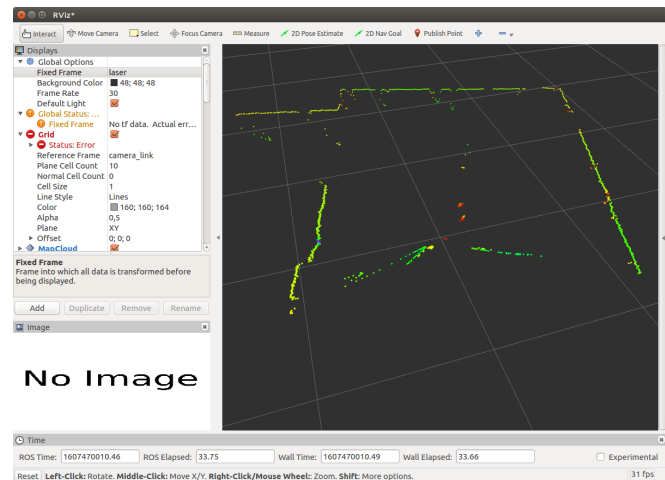 RViz*
Interact Move Camera Select Focus Camera Measure 2D Pose Estimate 2D Nav Goal Publish Point
Displays
Global Options
Fixed Frame laser
Background Color 48; 48; 48
Frame Rate 30
Default Light
Global Status: ...
Fixed Frame No tf data. Actual err...
Grid
Status: Error
Reference Frame camera_link
Plane Cell Count 10
Normal Cell Count 0
Cell Size 1
Line Style Lines
Color 160; 160; 164
Alpha 0,5
Plane XY
Offset 0; 0; 0
MapCloud
Fixed Frame
Frame into which all data is transformed before
being displayed.
Add Duplicate Remove Rename
Image
No Image
Time
ROS Time: 1607470010.46 ROS Elapsed: 33.75 Wall Time: 1607470010.49 Wall Elapsed: 33.66 Experimental
Reset Left-Click: Rotate. Middle-Click: Move X/Y. Right-Click/Mouse Wheel:: Zoom. Shift: More options. 31 fps